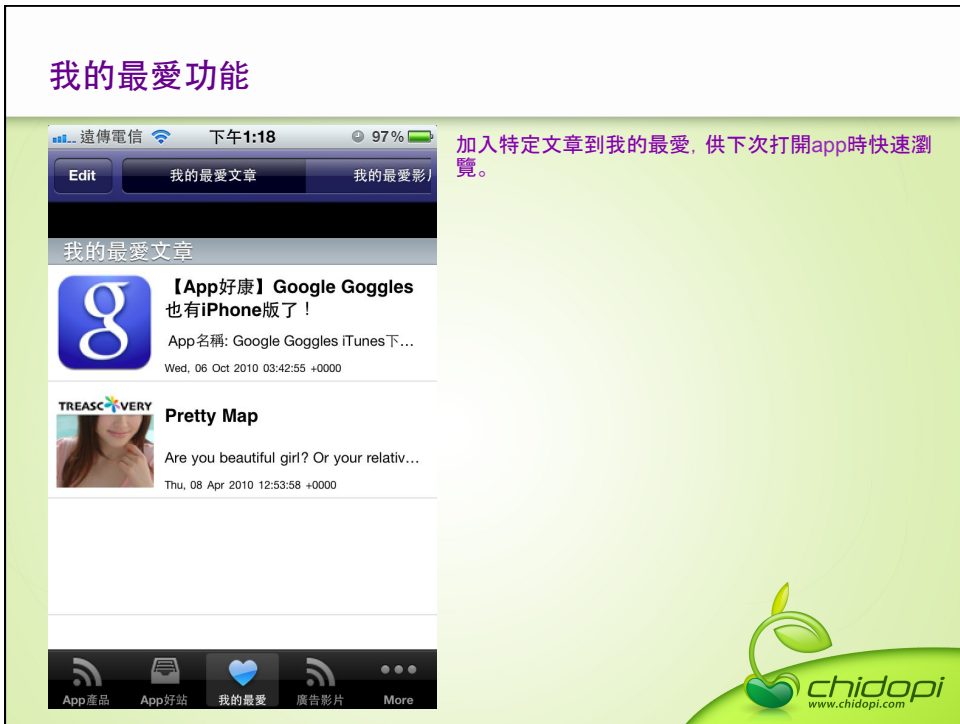 我的最愛功能
遠傳電信 下午1:18 97%
Edit 我的最愛文章 我的最愛影
加入特定文章到我的最愛, 供下次打開app時快速瀏
覽。
我的最愛文章
【App好康】Google Goggles
也有iPhone版了！
App名稱: Google Goggles iTunes下…
Wed, 06 Oct 2010 03:42:55 +0000
TREASC VERY
Pretty Map
Are you beautiful girl? Or your relativ…
Thu, 08 Apr 2010 12:53:58 +0000
App產品 App好站 我的最愛 廣告影片 More
chidopi
www.chidopi.com